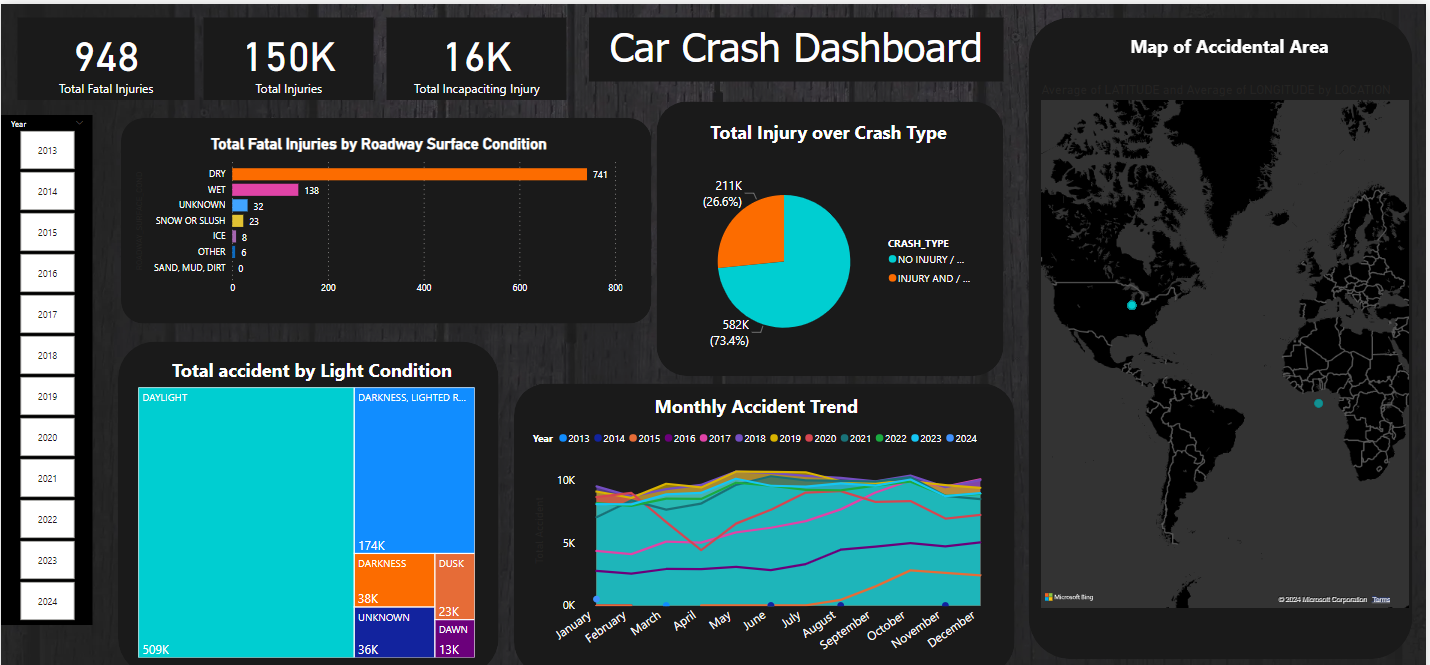 948
Total Fatal Injuries
150K
Total Injuries
16K
Total Incapaciting Injury
Car Crash Dashboard
Map of Accidental Area
Average of LATITUDE and Average of LONGITUDE by LOCATION
Year
2013
2014
2015
2016
2017
2018
2019
2020
2021
2022
2023
2024
Total Fatal Injuries by Roadway Surface Condition
DRY
741
WET
138
UNKNOWN
32
SNOW OR SLUSH
23
ICE
8
OTHER
6
SAND, MUD, DIRT
0
0
200
400
600
800
Total Injury over Crash Type
211K
(26.6%)
582K
(73.4%)
CRASH_TYPE
NO INJURY / ...
INJURY AND / ...
Total accident by Light Condition
DAYLIGHT
509K
DARKNESS, LIGHTED R...
174K
DARKNESS
38K
DUSK
23K
UNKNOWN
36K
DAWN
13K
Monthly Accident Trend
Year 2013 2014 2015 2016 2017 2018 2019 2020 2021 2022 2023 2024
10K
5K
0K
Total Accident
January
February
March
April
May
June
July
August
September
October
November
December
Microsoft Bing
© 2024 Microsoft Corporation Terms